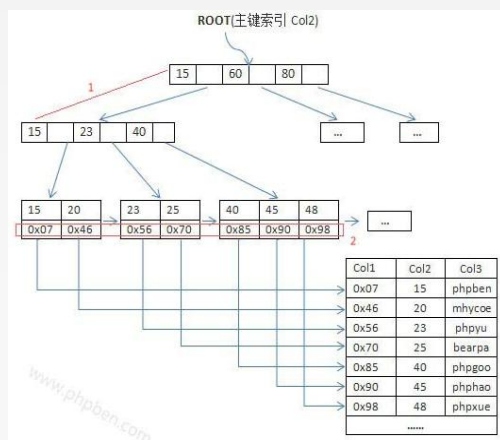 ROOT(主键索引 Col2)
15 60 80
1
15 23 40
... ...
15 20 23 25 40 45 48
0x07 0x46 0x56 0x70 0x85 0x90 0x98
...
2
Col1 Col2 Col3
0x07 15 phpben
0x46 20 mhycoe
0x56 23 phpyu
0x70 25 bearpa
0x85 40 phpgoo
0x90 45 phphao
0x98 48 phpxue
......
www.phpben.com